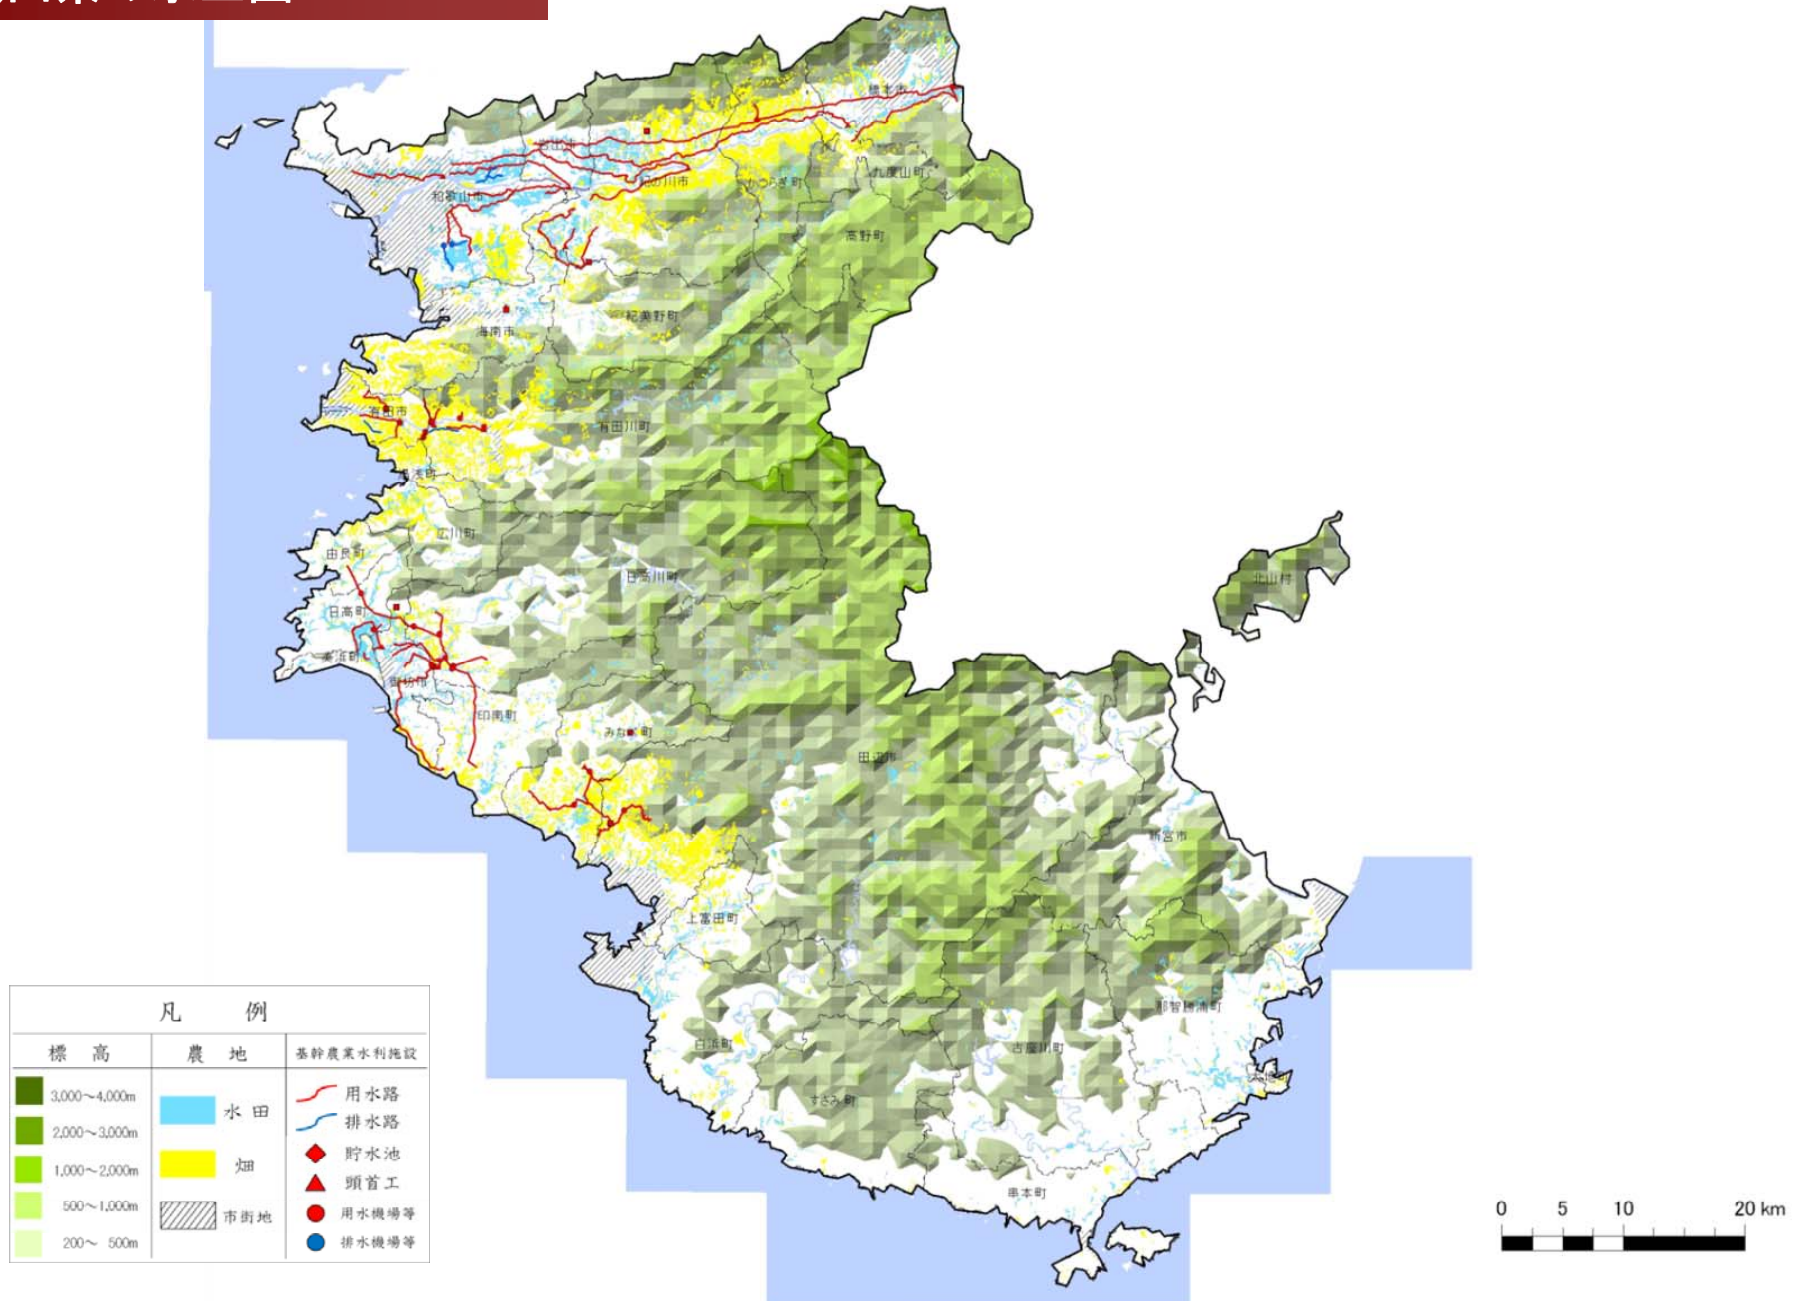 橋本市
岩出市
紀の川市
かつらぎ町
九度山町
和歌山市
高野町
海南市
紀美野町
有田市
有田川町
湯浅町
広川町
由良町
日高川町
北山村
日高町
美浜町
御坊市
印南町
みなべ町
田辺市
新宮市
上富田町
那智勝浦町
白浜町
古座川町
太地町
すさみ町
串本町
凡 例
標 高
3,000～4,000m
2,000～3,000m
1,000～2,000m
500～1,000m
200～ 500m
農 地
水田
畑
市街地
基幹農業水利施設
用水路
排水路
貯水池
頭首工
用水機場等
排水機場等
0 5 10 20 km